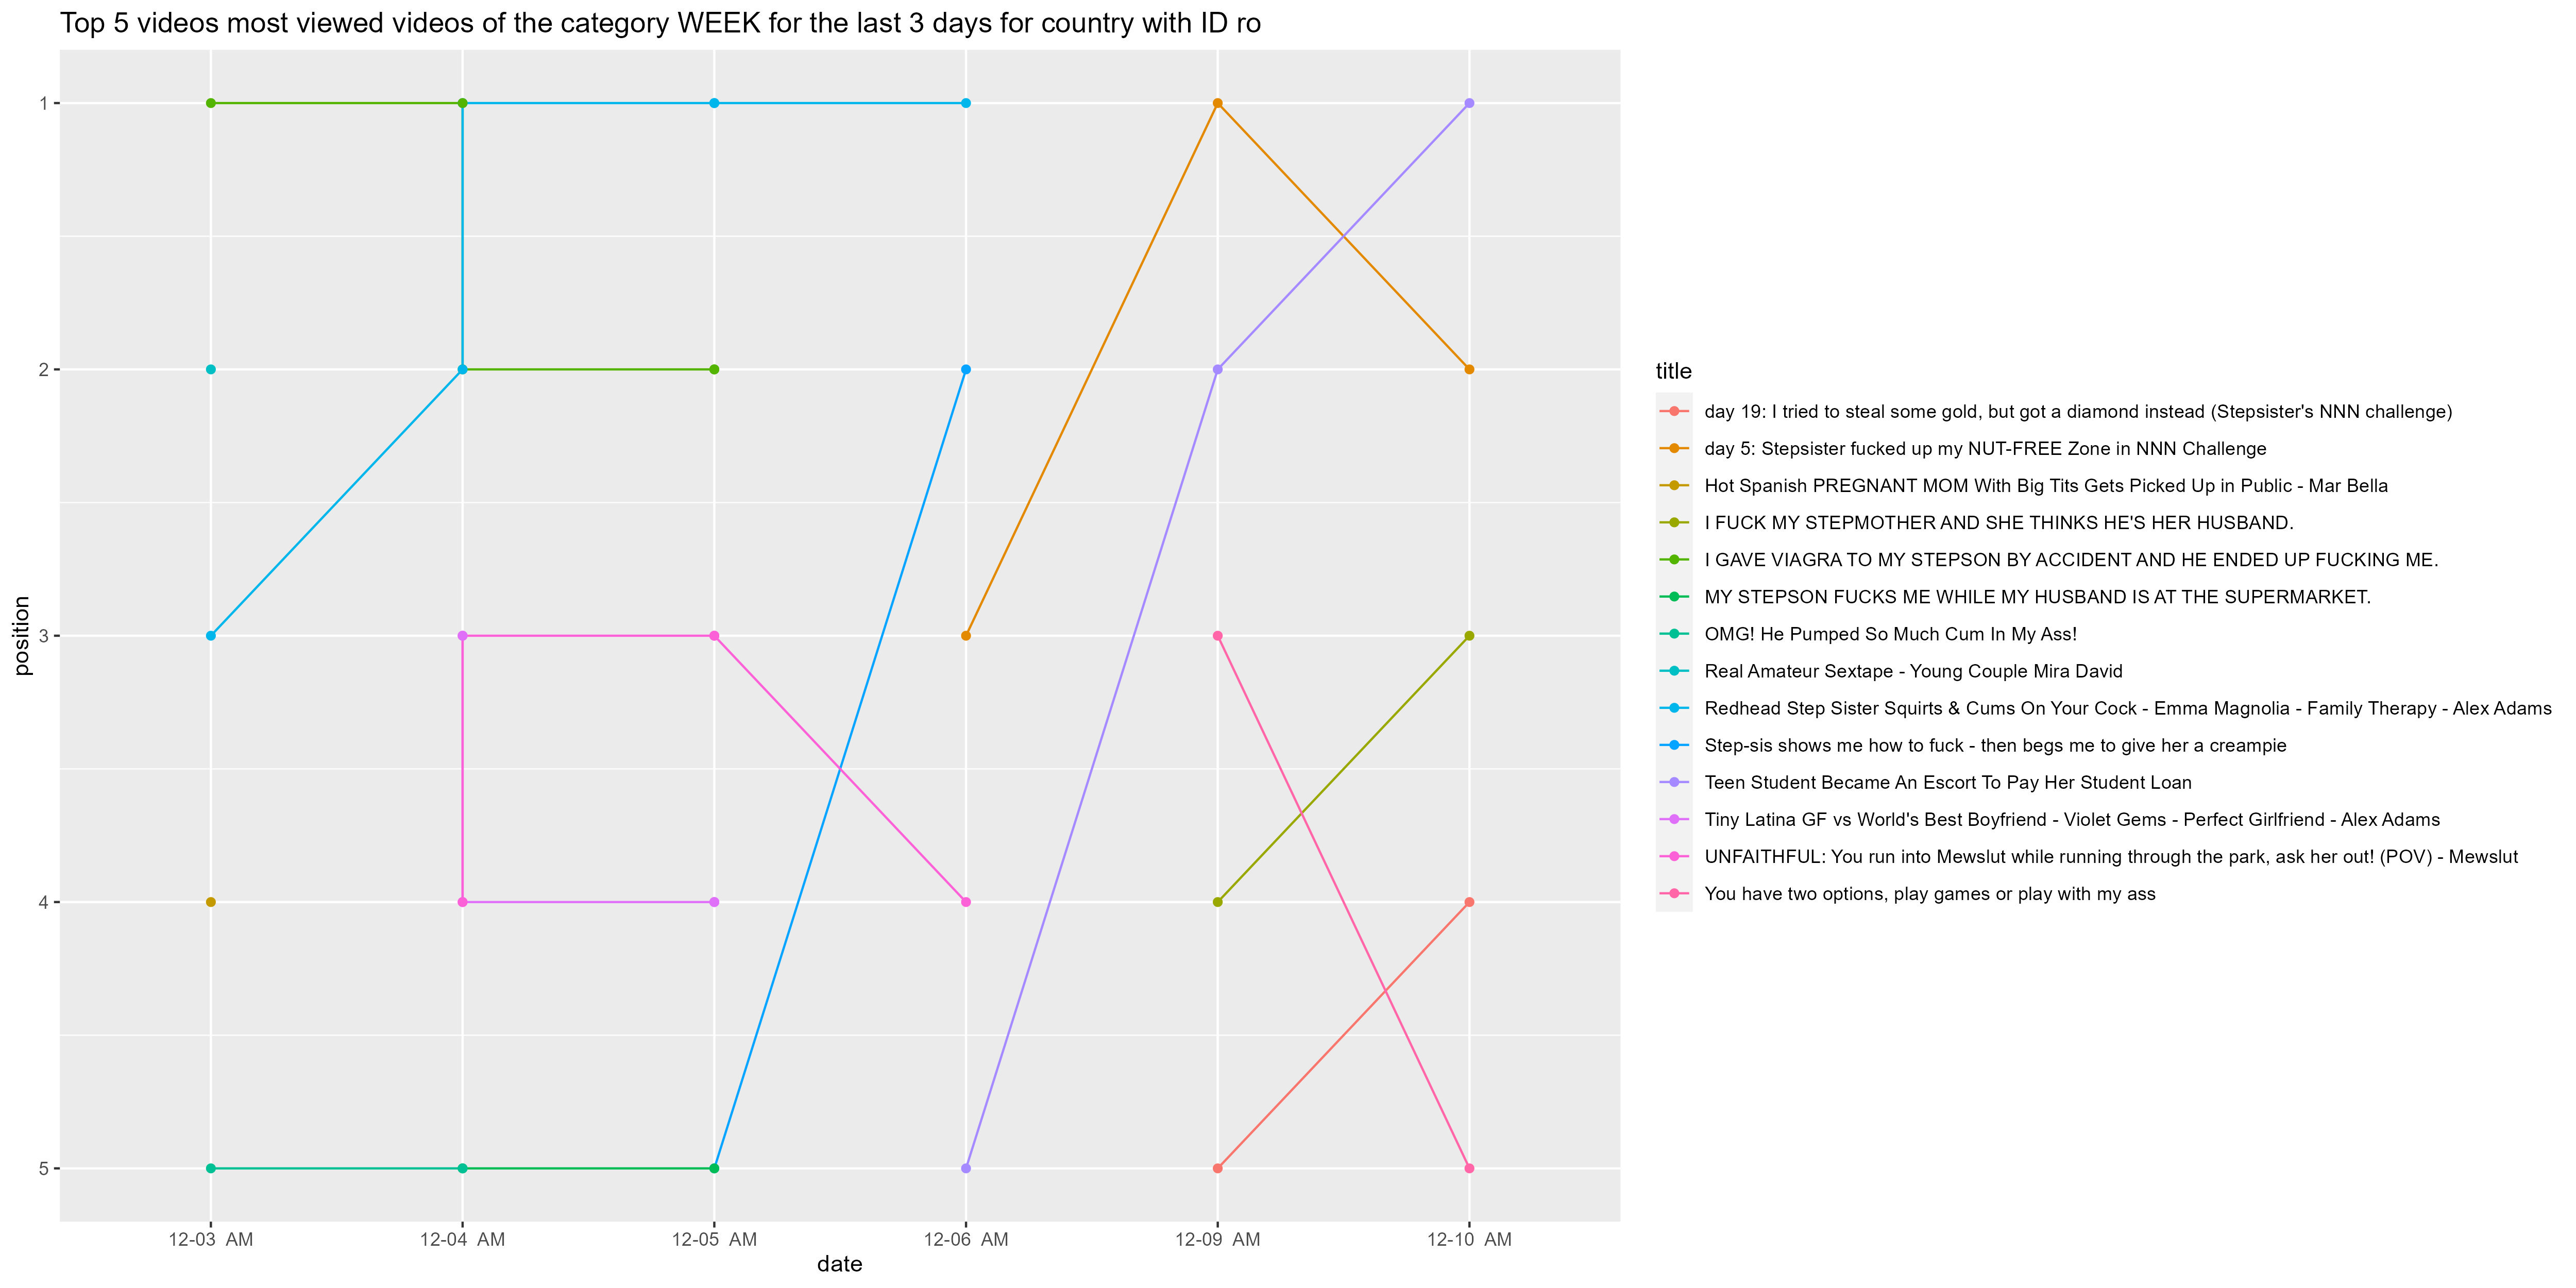 Top 5 videos most viewed videos of the category WEEK for the last 3 days for country with ID ro
position
1
2
3
4
5
12-03 AM
12-04 AM
12-05 AM
12-06 AM
12-09 AM
12-10 AM
date
title
day 19: I tried to steal some gold, but got a diamond instead (Stepsister's NNN challenge)
day 5: Stepsister fucked up my NUT-FREE Zone in NNN Challenge
Hot Spanish PREGNANT MOM With Big Tits Gets Picked Up in Public - Mar Bella
I FUCK MY STEPMOTHER AND SHE THINKS HE'S HER HUSBAND.
I GAVE VIAGRA TO MY STEPSON BY ACCIDENT AND HE ENDED UP FUCKING ME.
MY STEPSON FUCKS ME WHILE MY HUSBAND IS AT THE SUPERMARKET.
OMG! He Pumped So Much Cum In My Ass!
Real Amateur Sextape - Young Couple Mira David
Redhead Step Sister Squirts & Cums On Your Cock - Emma Magnolia - Family Therapy - Alex Adams
Step-sis shows me how to fuck - then begs me to give her a creampie
Teen Student Became An Escort To Pay Her Student Loan
Tiny Latina GF vs World's Best Boyfriend - Violet Gems - Perfect Girlfriend - Alex Adams
UNFAITHFUL: You run into Mewslut while running through the park, ask her out! (POV) - Mewslut
You have two options, play games or play with my ass